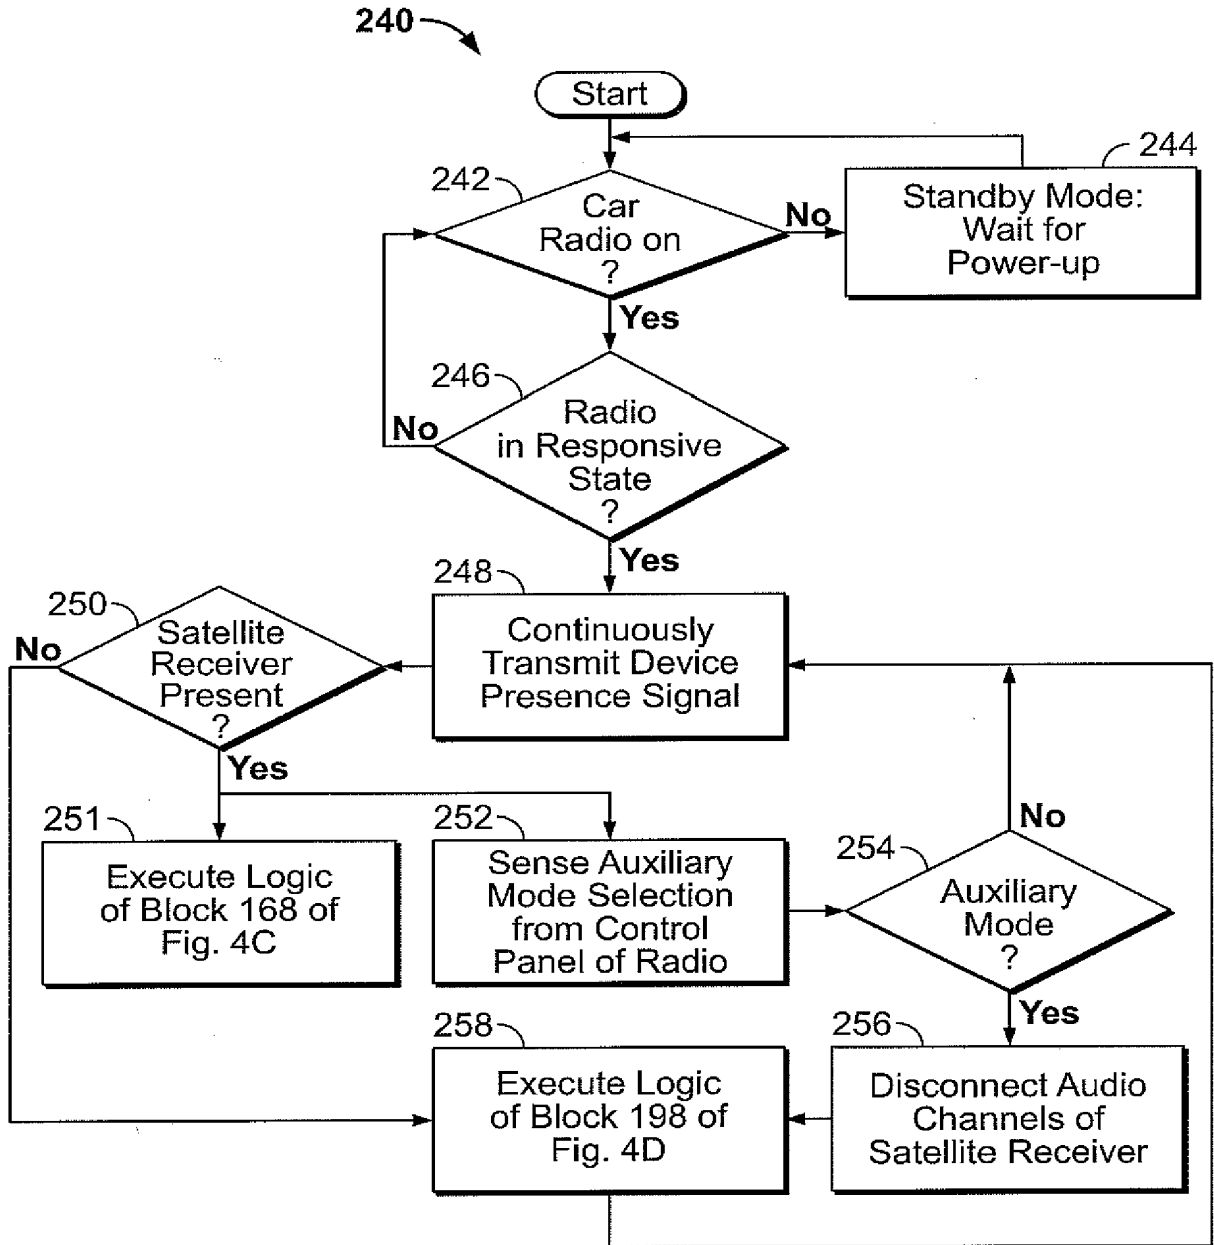 240
Start
242
Car
Radio on
?
No
244
Standby Mode:
Wait for
Power-up
Yes
246
Radio
in Responsive
State
?
No
Yes
248
Continuously
Transmit Device
Presence Signal
250
Satellite
Receiver
Present
?
No
Yes
251
Execute Logic
of Block 168 of
Fig. 4C
252
Sense Auxiliary
Mode Selection
from Control
Panel of Radio
254
Auxiliary
Mode
?
No
Yes
256
Disconnect Audio
Channels of
Satellite Receiver
258
Execute Logic
of Block 198 of
Fig. 4D